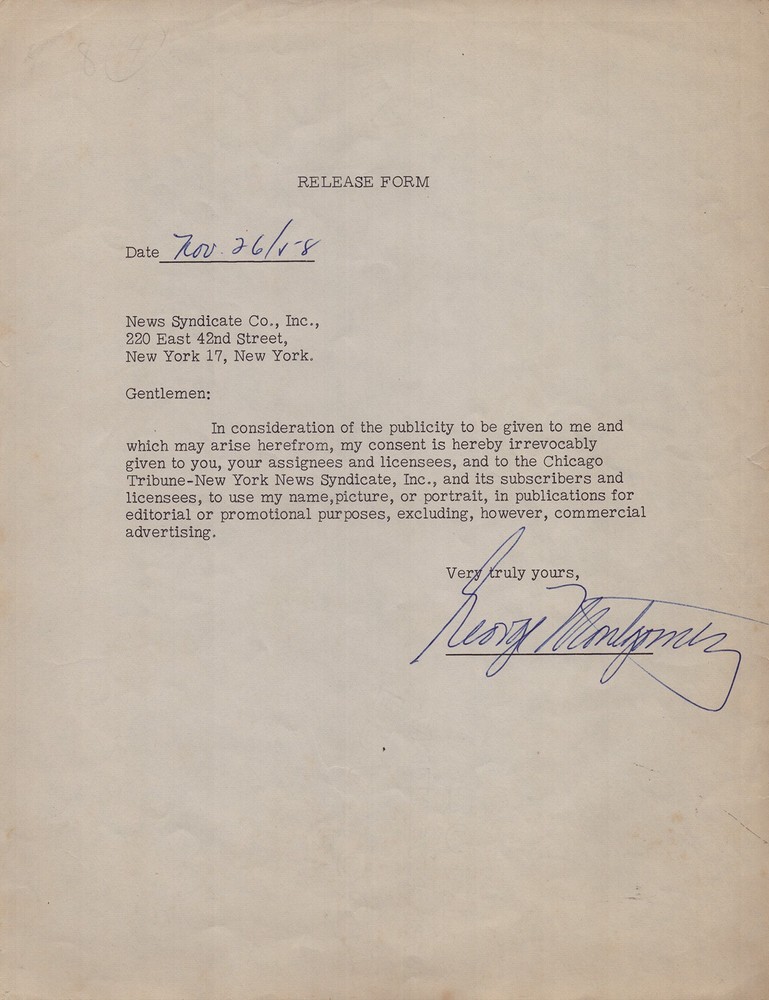 RELEASE FORM
Date Nov. 26/58
News Syndicate Co., Inc.,
220 East 42nd Street,
New York 17, New York.
Gentlemen:
In consideration of the publicity to be given to me and
which may arise herefrom, my consent is hereby irrevocably
given to you, your assignees and licensees, and to the Chicago
Tribune-New York News Syndicate, Inc., and its subscribers and
licensees, to use my name,picture, or portrait, in publications for
editorial or promotional purposes, excluding, however, commercial
advertising.
Very truly yours,
George Montgomery